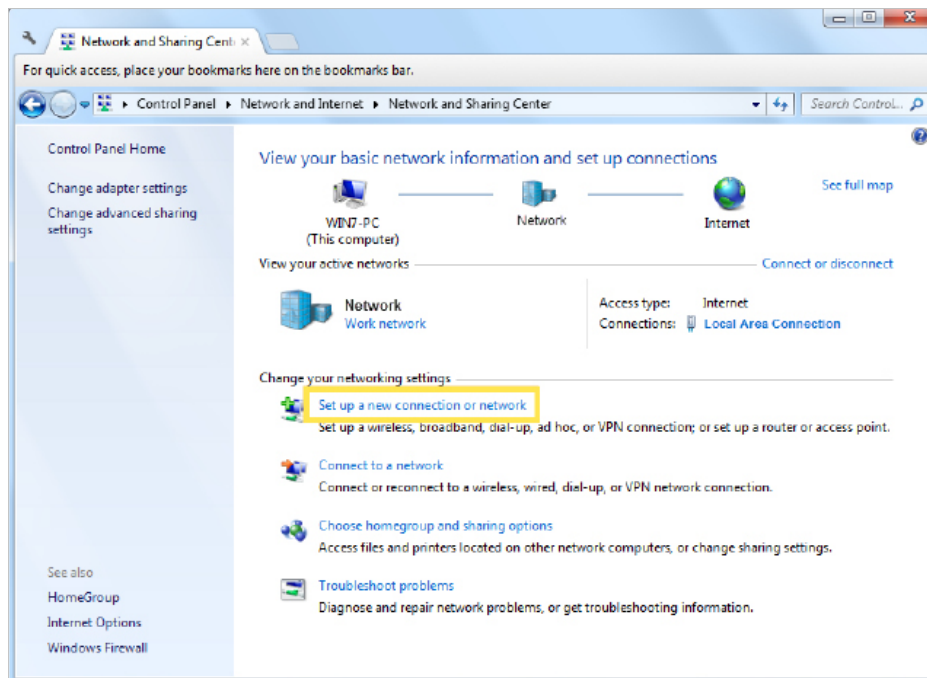 Network and Sharing Cent
For quick access, place your bookmarks here on the bookmarks bar.
Control Panel Network and Internet Network and Sharing Center
Search Control...
Control Panel Home
Change adapter settings
Change advanced sharing
settings
See also
HomeGroup
Internet Options
Windows Firewall
View your basic network information and set up connections
See full map
WIN7-PC
(This computer)
Network
Internet
View your active networks
Connect or disconnect
Network
Work network
Access type: Internet
Connections: Local Area Connection
Change your networking settings
Set up a new connection or network
Set up a wireless, broadband, dial-up, ad hoc, or VPN connection; or set up a router or access point.
Connect to a network
Connect or reconnect to a wireless, wired, dial-up, or VPN network connection.
Choose homegroup and sharing options
Access files and printers located on other network computers, or change sharing settings.
Troubleshoot problems
Diagnose and repair network problems, or get troubleshooting information.